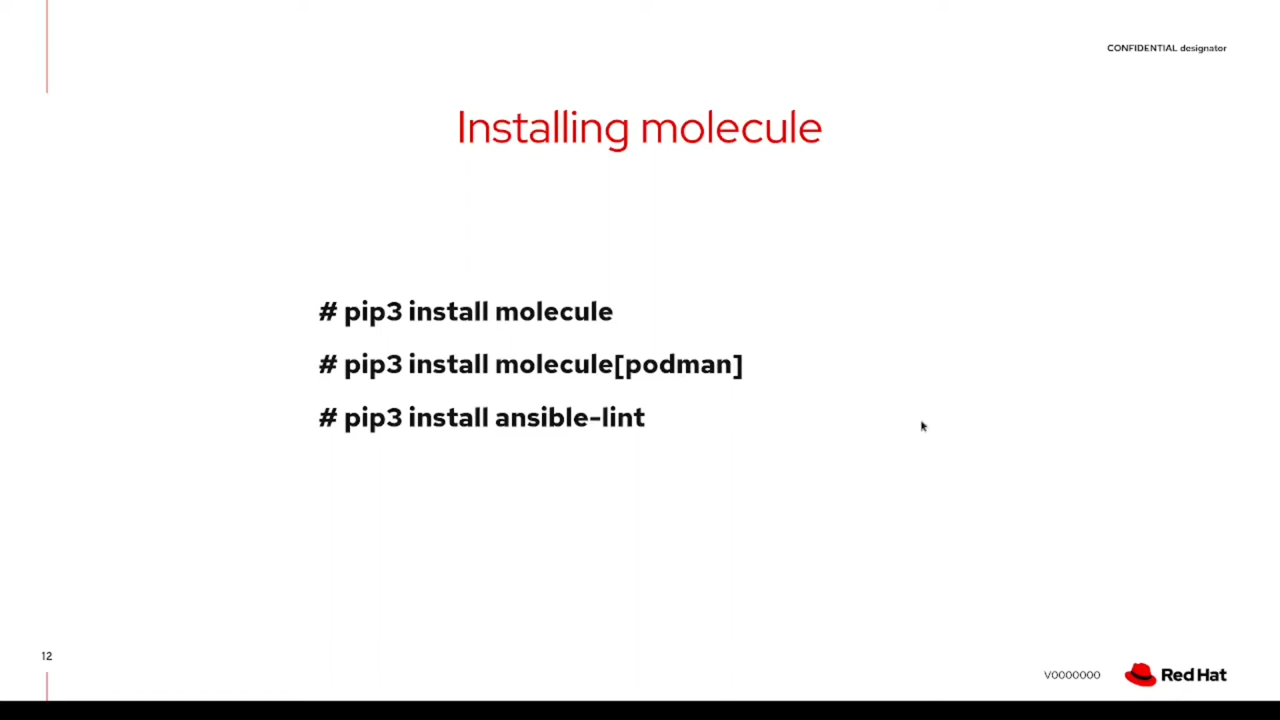 CONFIDENTIAL designator
Installing molecule
# pip3 install molecule
# pip3 install molecule[podman]
# pip3 install ansible-lint
12
V0000000
Red Hat